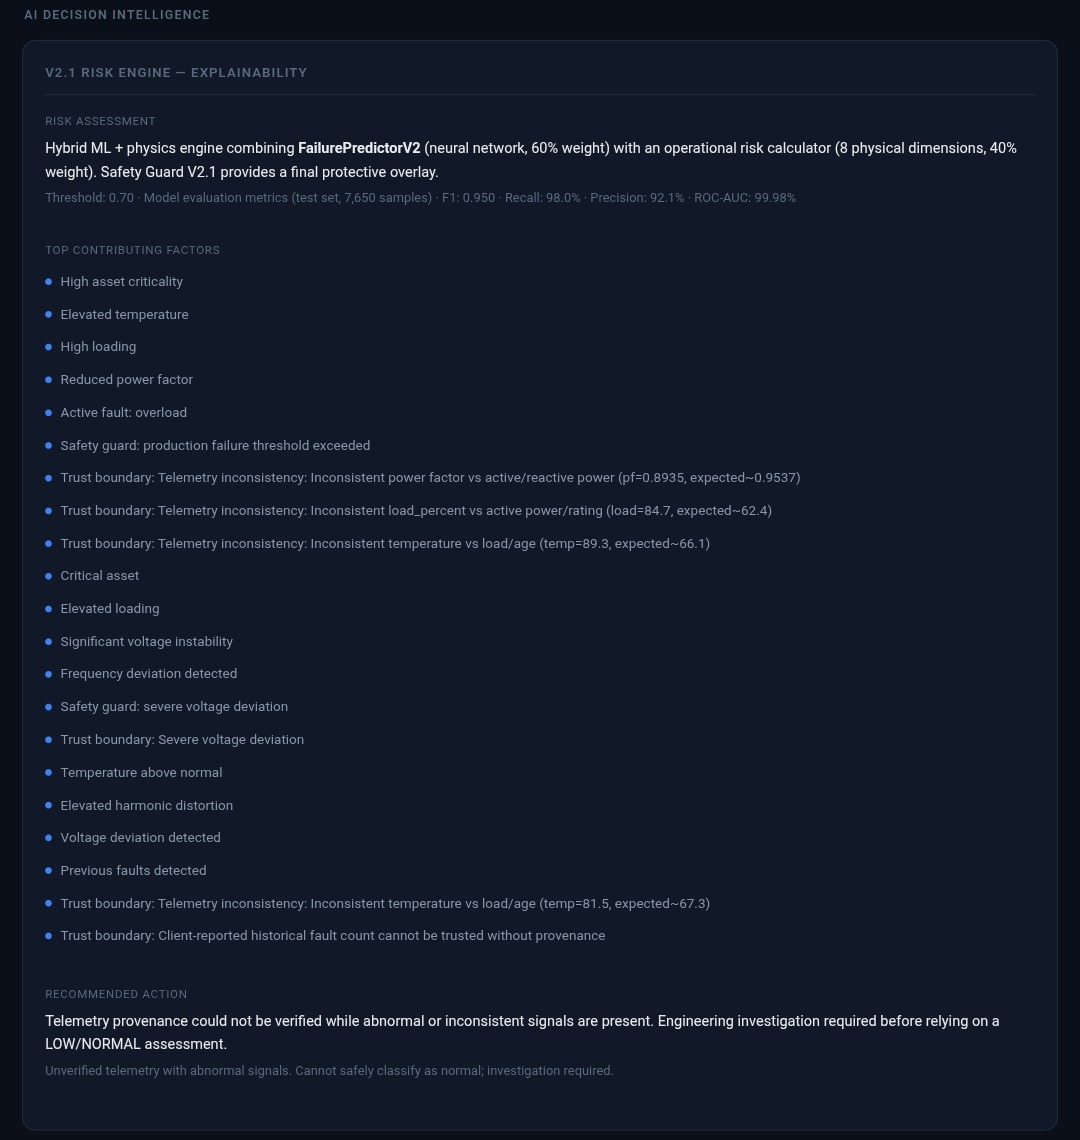 AI DECISION INTELLIGENCE
V2.1 RISK ENGINE — EXPLAINABILITY
RISK ASSESSMENT
Hybrid ML + physics engine combining FailurePredictorV2 (neural network, 60% weight) with an operational risk calculator (8 physical dimensions, 40%
weight). Safety Guard V2.1 provides a final protective overlay.
Threshold: 0.70 · Model evaluation metrics (test set, 7,650 samples) · F1: 0.950 · Recall: 98.0% · Precision: 92.1% · ROC-AUC: 99.98%
TOP CONTRIBUTING FACTORS
High asset criticality
Elevated temperature
High loading
Reduced power factor
Active fault: overload
Safety guard: production failure threshold exceeded
Trust boundary: Telemetry inconsistency: Inconsistent power factor vs active/reactive power (pf=0.8935, expected~0.9537)
Trust boundary: Telemetry inconsistency: Inconsistent load_percent vs active power/rating (load=84.7, expected~62.4)
Trust boundary: Telemetry inconsistency: Inconsistent temperature vs load/age (temp=89.3, expected~66.1)
Critical asset
Elevated loading
Significant voltage instability
Frequency deviation detected
Safety guard: severe voltage deviation
Trust boundary: Severe voltage deviation
Temperature above normal
Elevated harmonic distortion
Voltage deviation detected
Previous faults detected
Trust boundary: Telemetry inconsistency: Inconsistent temperature vs load/age (temp=81.5, expected~67.3)
Trust boundary: Client-reported historical fault count cannot be trusted without provenance
RECOMMENDED ACTION
Telemetry provenance could not be verified while abnormal or inconsistent signals are present. Engineering investigation required before relying on a
LOW/NORMAL assessment.
Unverified telemetry with abnormal signals. Cannot safely classify as normal; investigation required.